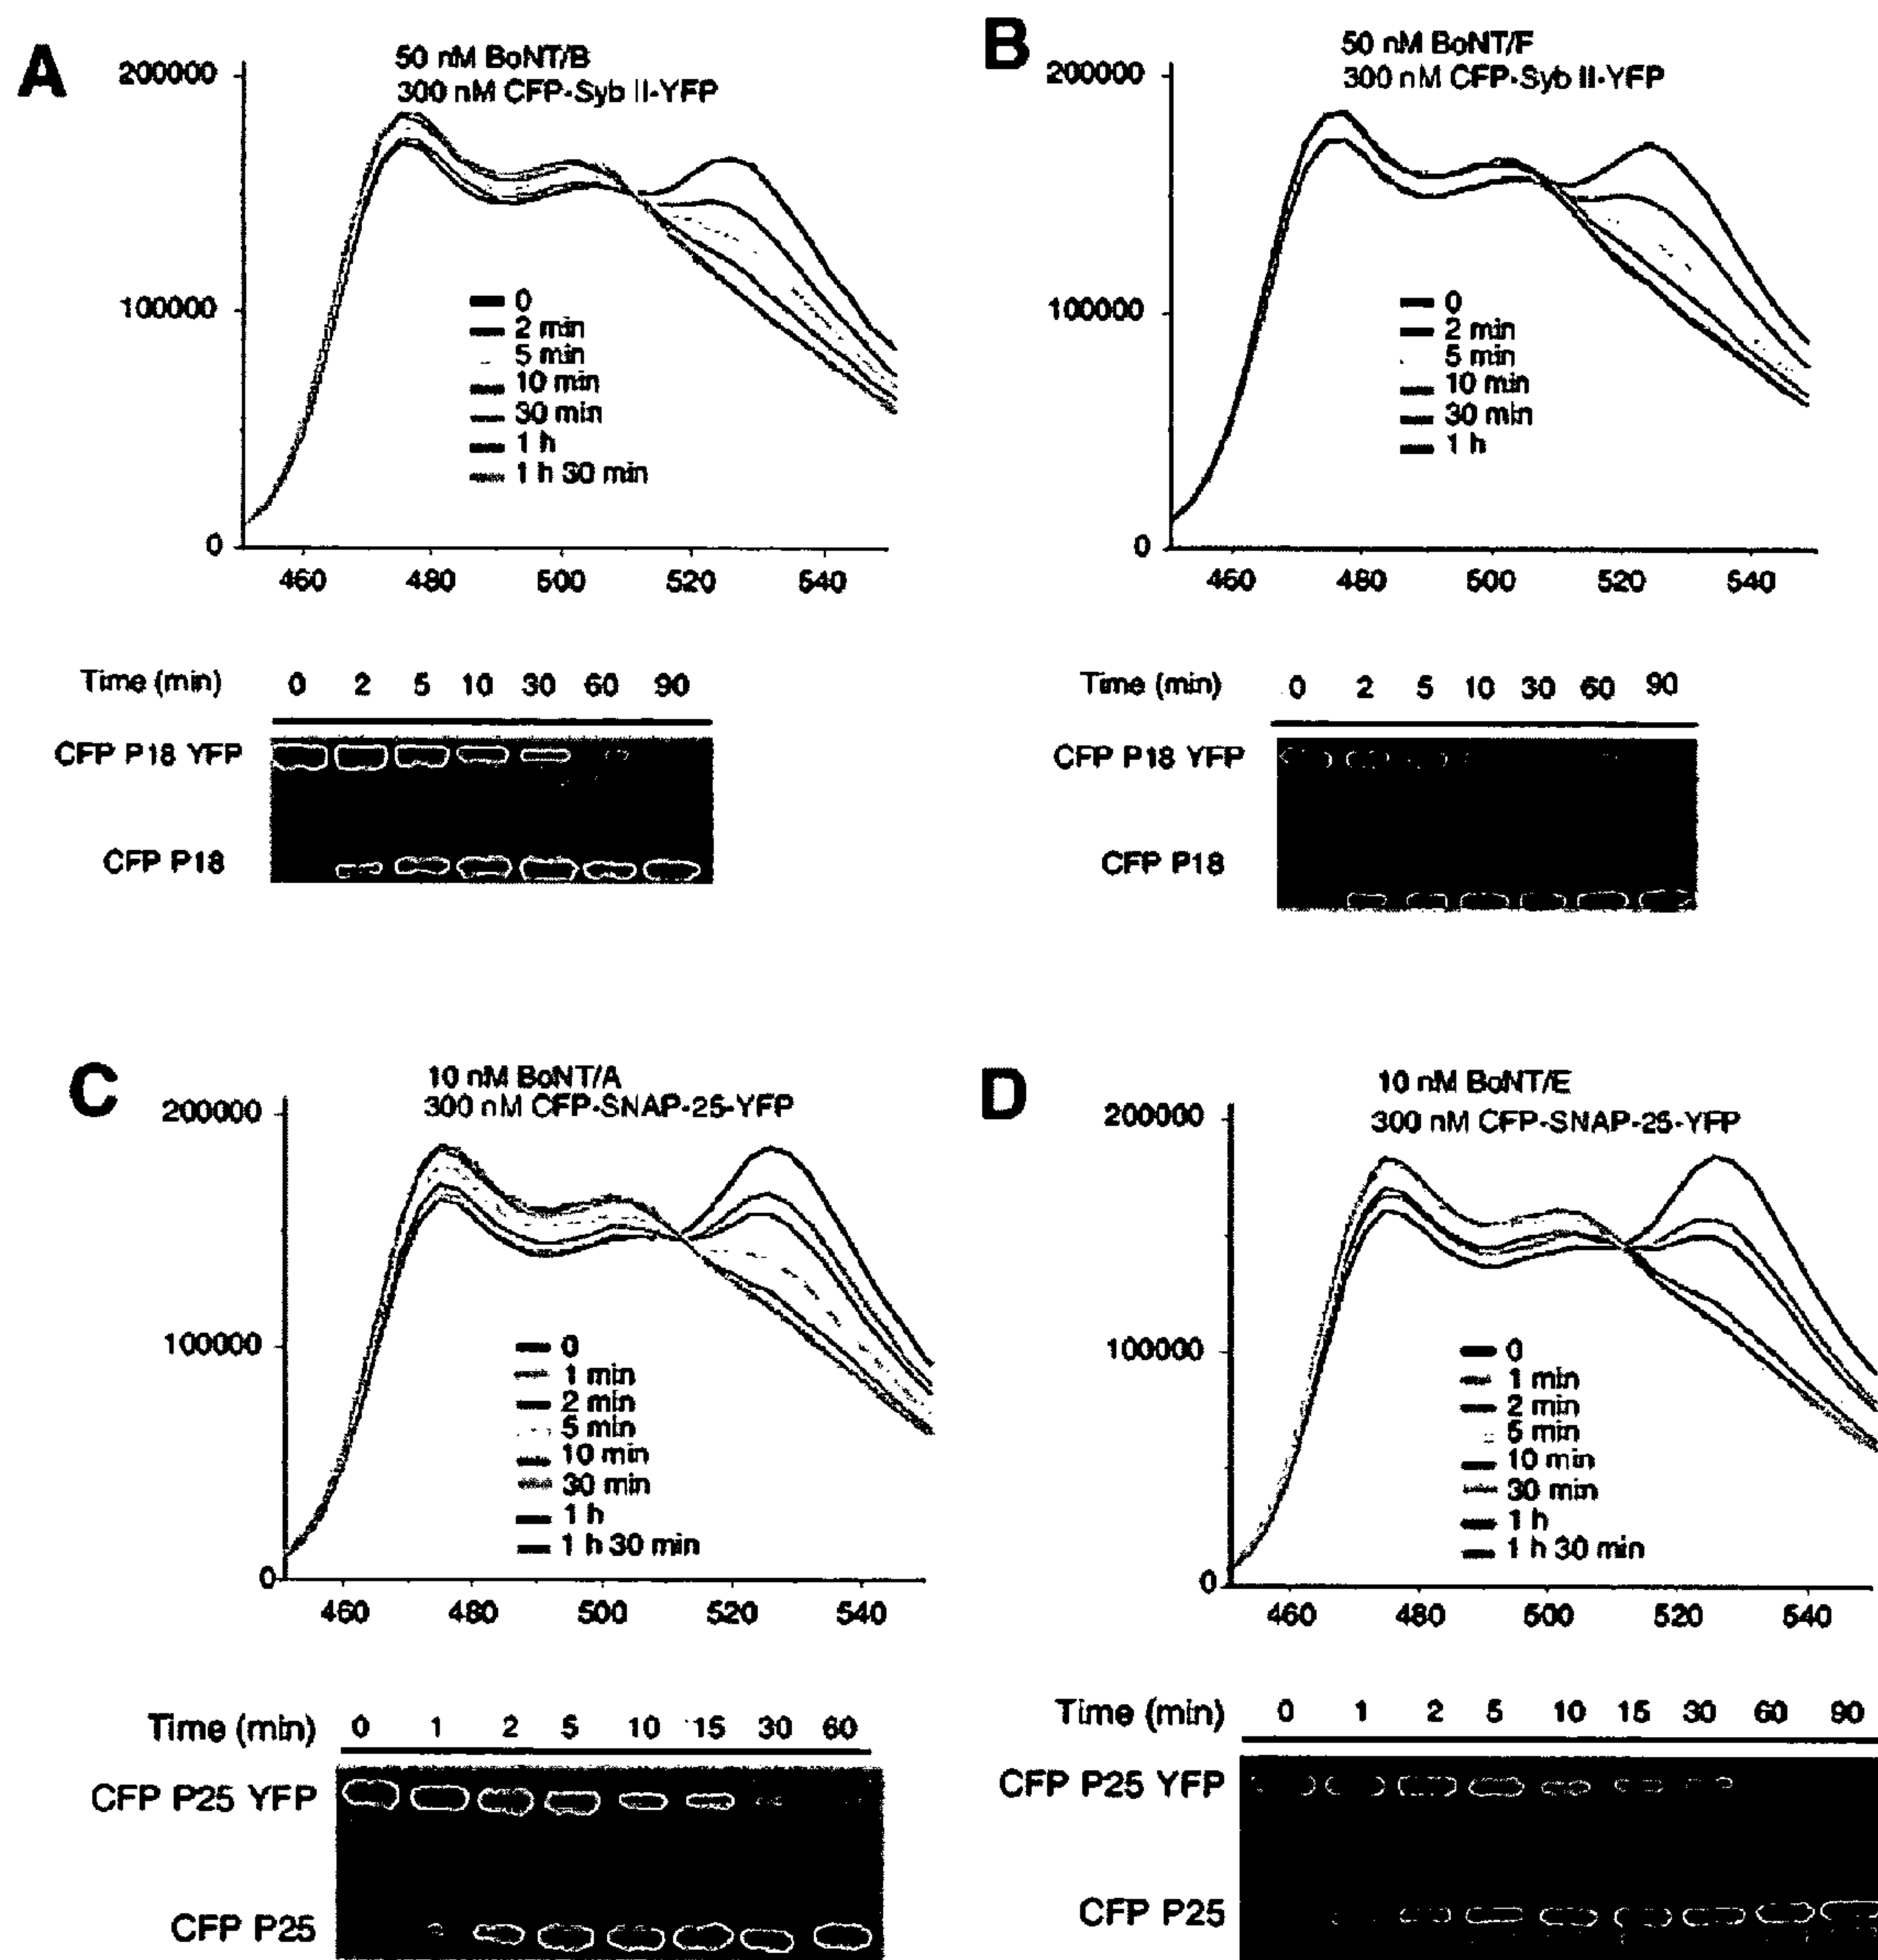 A
50 nM BoNT/B
300 nM CFP-Syb II-YFP
200000
100000
0
0
2 min
5 min
10 min
30 min
1 h
1 h 30 min
460 480 500 520 540
Time (min) 0 2 5 10 30 60 90
CFP P18 YFP
CFP P18
B
50 nM BoNT/F
300 nM CFP-Syb II-YFP
200000
100000
0
0
2 min
5 min
10 min
30 min
1 h
460 480 500 520 540
Time (min) 0 2 5 10 30 60 90
CFP P18 YFP
CFP P18
C
10 nM BoNT/A
300 nM CFP-SNAP-25-YFP
200000
100000
0
0
1 min
2 min
5 min
10 min
30 min
1 h
1 h 30 min
460 480 500 520 540
Time (min) 0 1 2 5 10 15 30 60
CFP P25 YFP
CFP P25
D
10 nM BoNT/E
300 nM CFP-SNAP-25-YFP
200000
100000
0
0
1 min
2 min
5 min
10 min
30 min
1 h
1 h 30 min
460 480 500 520 540
Time (min) 0 1 2 5 10 15 30 60 90
CFP P25 YFP
CFP P25